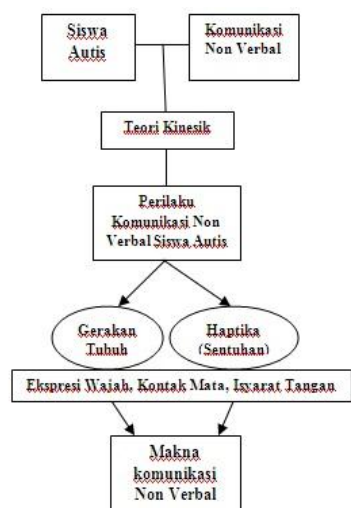 Siswa
Autis
Komunikasi
Non Verbal
Teori Kinesik
Perilaku
Komunikasi Non
Verbal Siswa Autis
Gerakan
Tubuh
Haptika
(Sentuhan)
Ekspresi Wajah, Kontak Mata, Isyarat Tangan
Makna
komunikasi
Non Verbal